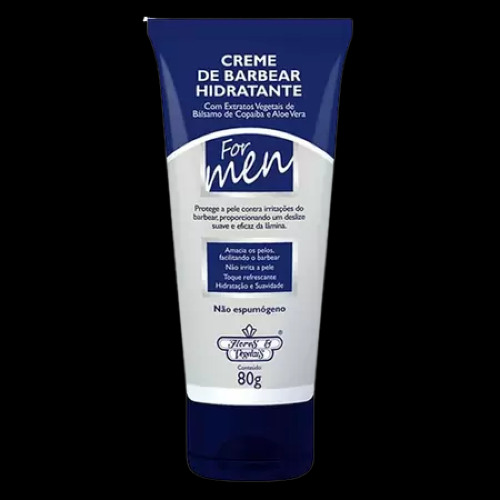 CREME
DE BARBEAR
HIDRATANTE
Com Extratos Vegetais de
Bálsamo de Copaíba e Aloe Vera
For
men
Protege a pele contra irritações do
barbear, proporcionando um deslize
suave e eficaz da lâmina.
Amacia os pelos,
facilitando o barbear
Não irrita a pele
Toque refrescante
Hidratação e Suavidade
Não espumógeno
Flores &
Vegetais
®
Conteúdo
80g